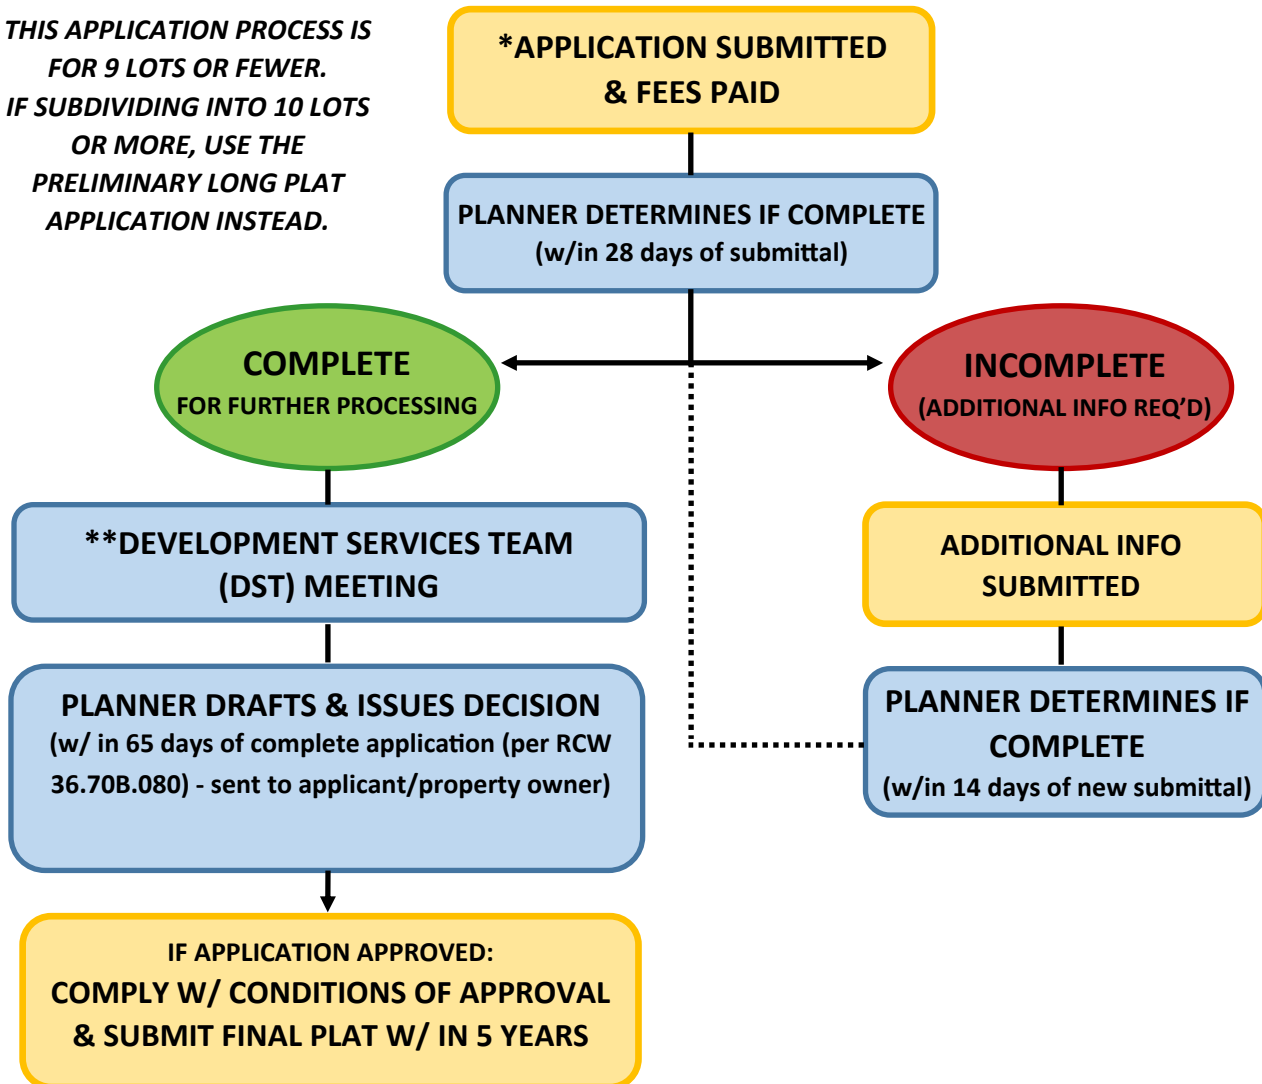 THIS APPLICATION PROCESS IS
FOR 9 LOTS OR FEWER.
IF SUBDIVIDING INTO 10 LOTS
OR MORE, USE THE
PRELIMINARY LONG PLAT
APPLICATION INSTEAD.
*APPLICATION SUBMITTED
& FEES PAID
PLANNER DETERMINES IF COMPLETE
(w/in 28 days of submittal)
COMPLETE
FOR FURTHER PROCESSING
INCOMPLETE
(ADDITIONAL INFO REQ’D)
**DEVELOPMENT SERVICES TEAM
(DST) MEETING
ADDITIONAL INFO
SUBMITTED
PLANNER DRAFTS & ISSUES DECISION
(w/ in 65 days of complete application (per RCW
36.70B.080) - sent to applicant/property owner)
PLANNER DETERMINES IF
COMPLETE
(w/in 14 days of new submittal)
IF APPLICATION APPROVED:
COMPLY W/ CONDITIONS OF APPROVAL
& SUBMIT FINAL PLAT W/ IN 5 YEARS